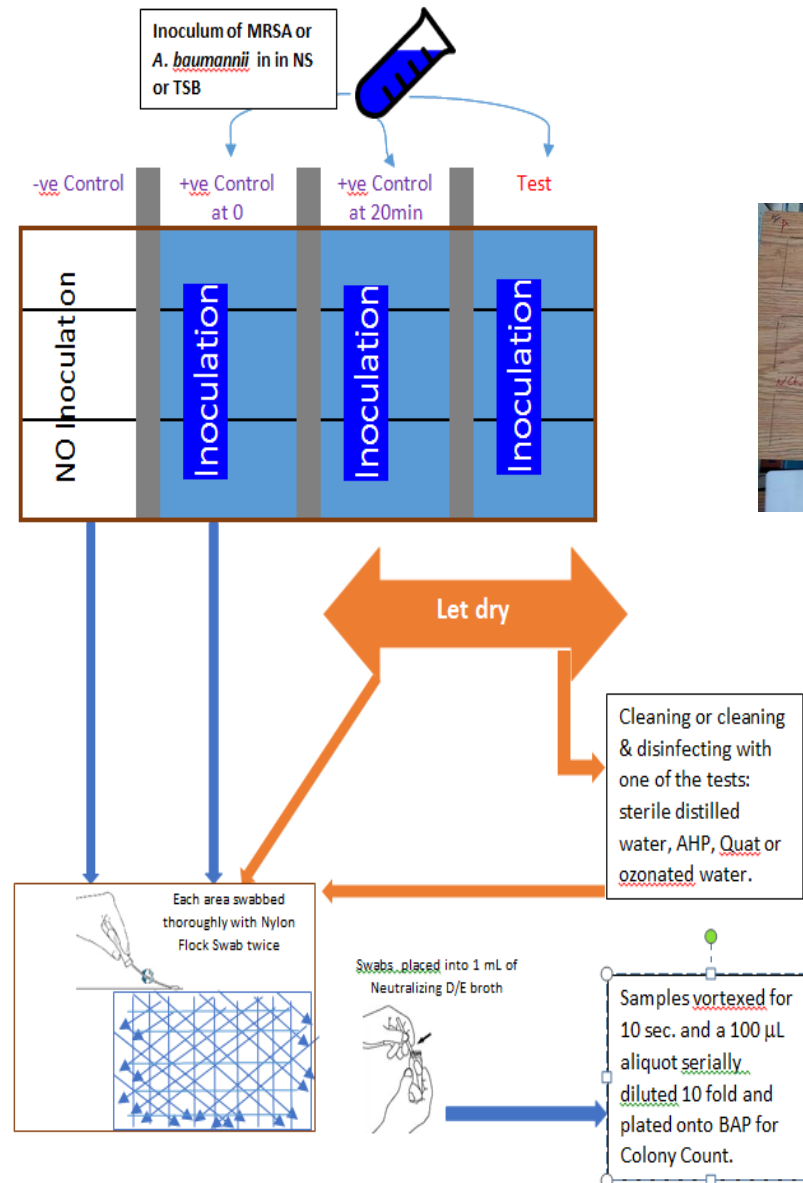 Inoculum of MRSA or
A. baumannii in in NS
or TSB
-ve Control
+ve Control
at 0
+ve Control
at 20min
Test
NO Inoculation
Inoculation
Inoculation
Inoculation
Let dry
Cleaning or cleaning
& disinfecting with
one of the tests:
sterile distilled
water, AHP, Quat or
ozonated water.
Each area swabbed
thoroughly with Nylon
Flock Swab twice
Swabs placed into 1 mL of
Neutralizing D/E broth
Samples vortexed for
10 sec. and a 100 µL
aliquot serially
diluted 10 fold and
plated onto BAP for
Colony Count.